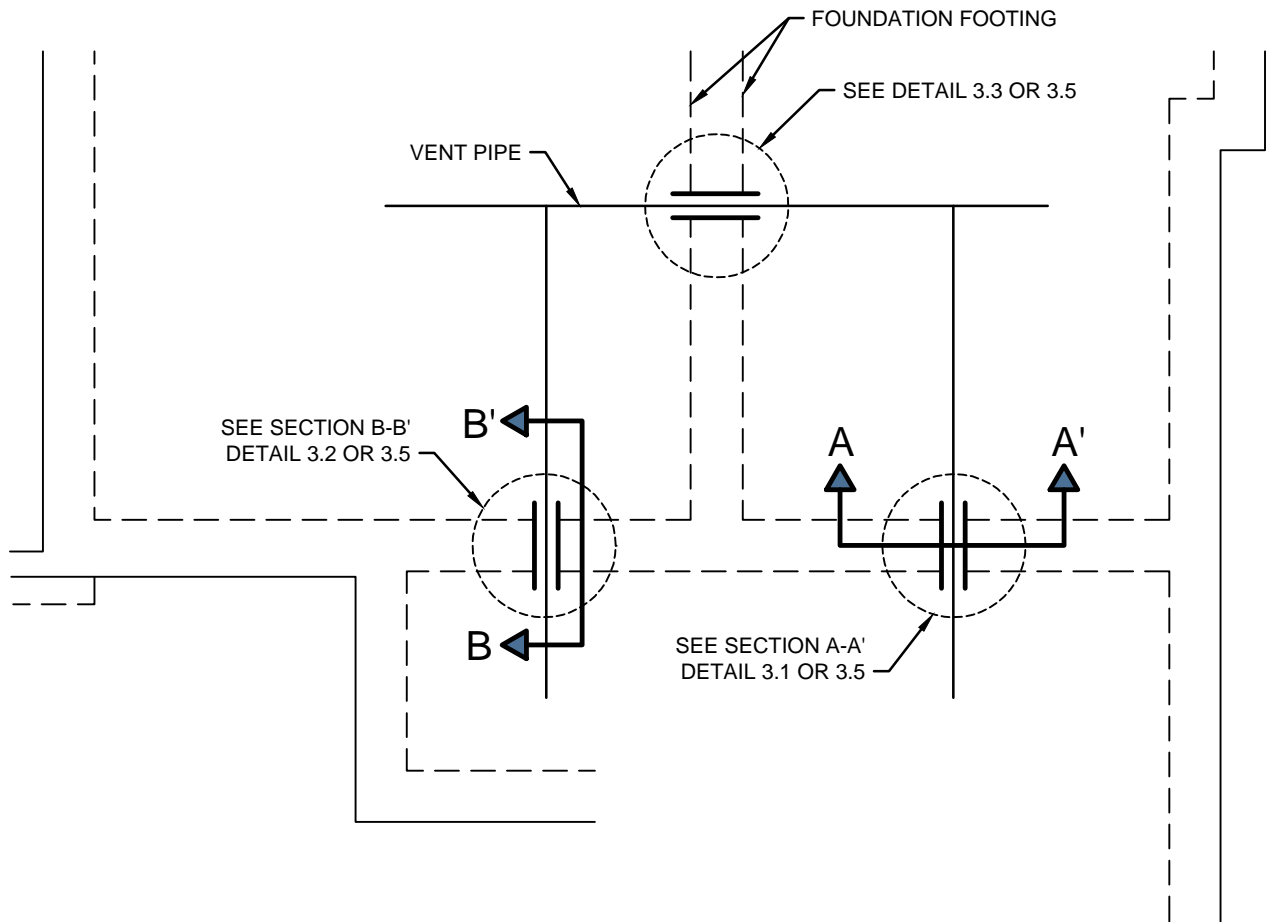 FOUNDATION FOOTING
SEE DETAIL 3.3 OR 3.5
VENT PIPE
SEE SECTION B-B'
DETAIL 3.2 OR 3.5
B'
A
A'
B
SEE SECTION A-A'
DETAIL 3.1 OR 3.5